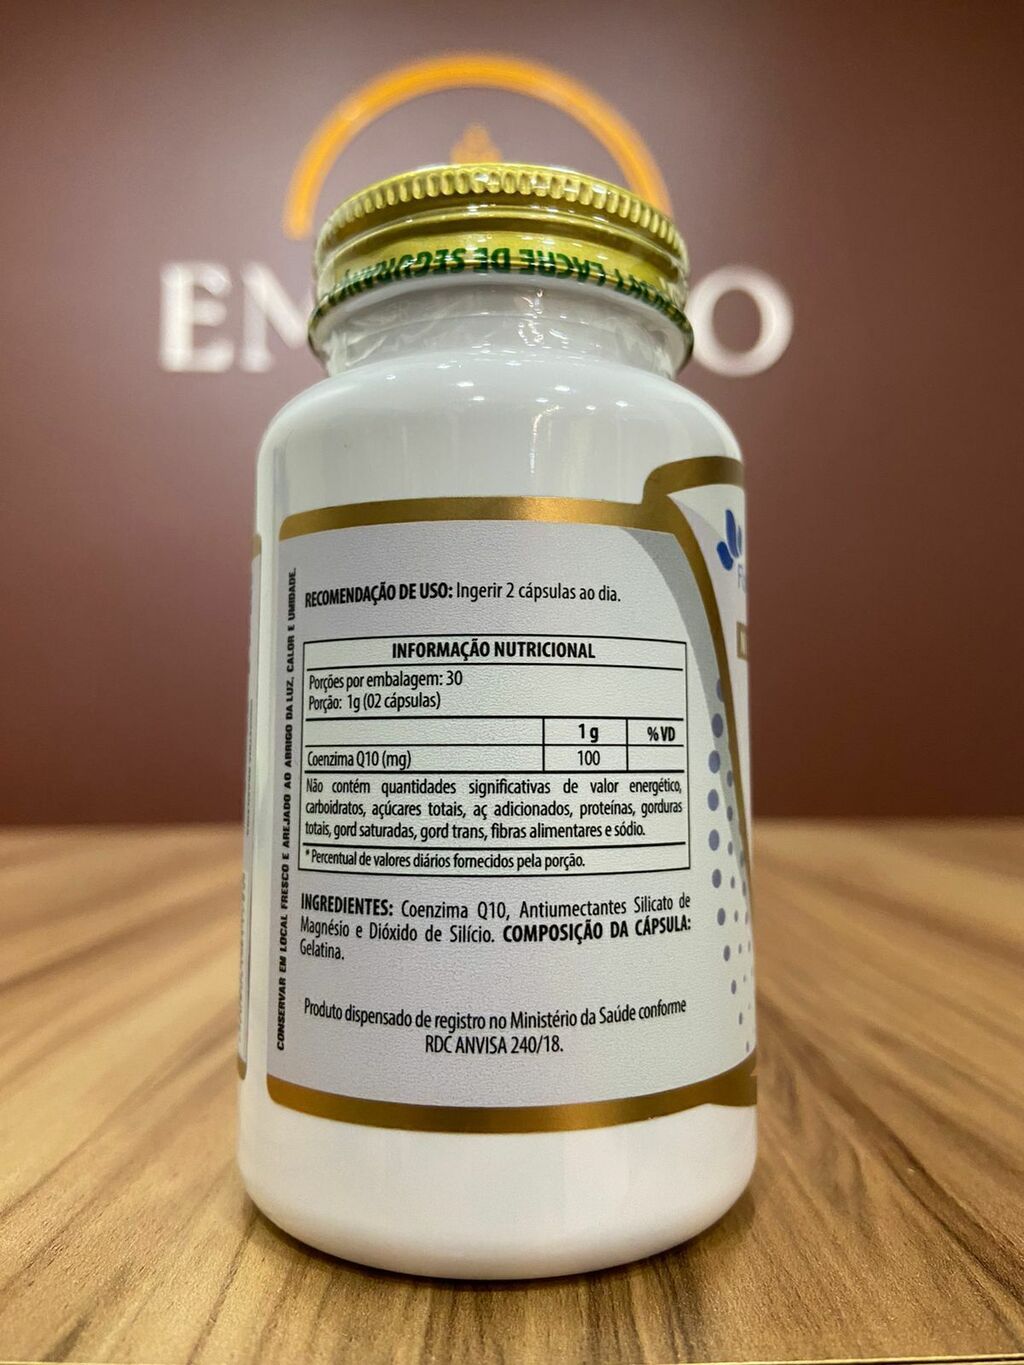 LACRE DE SEGURANÇA
RECOMENDAÇÃO DE USO: Ingerir 2 cápsulas ao dia.
INFORMAÇÃO NUTRICIONAL
Porções por embalagem: 30
Porção: 1g (02 cápsulas)
1 g %VD
Coenzima Q10 (mg) 100
Não contém quantidades significativas de valor energético,
carboidratos, açúcares totais, aç adicionados, proteínas, gorduras
totais, gord saturadas, gord trans, fibras alimentares e sódio.
* Percentual de valores diários fornecidos pela porção.
INGREDIENTES: Coenzima Q10, Antiumectantes Silicato de
Magnésio e Dióxido de Silício. COMPOSIÇÃO DA CÁPSULA:
Gelatina.
Produto dispensado de registro no Ministério da Saúde conforme
RDC ANVISA 240/18.
CONSERVAR EM LOCAL FRESCO E AREJADO AO ABRIGO DA LUZ, CALOR E UMIDADE.